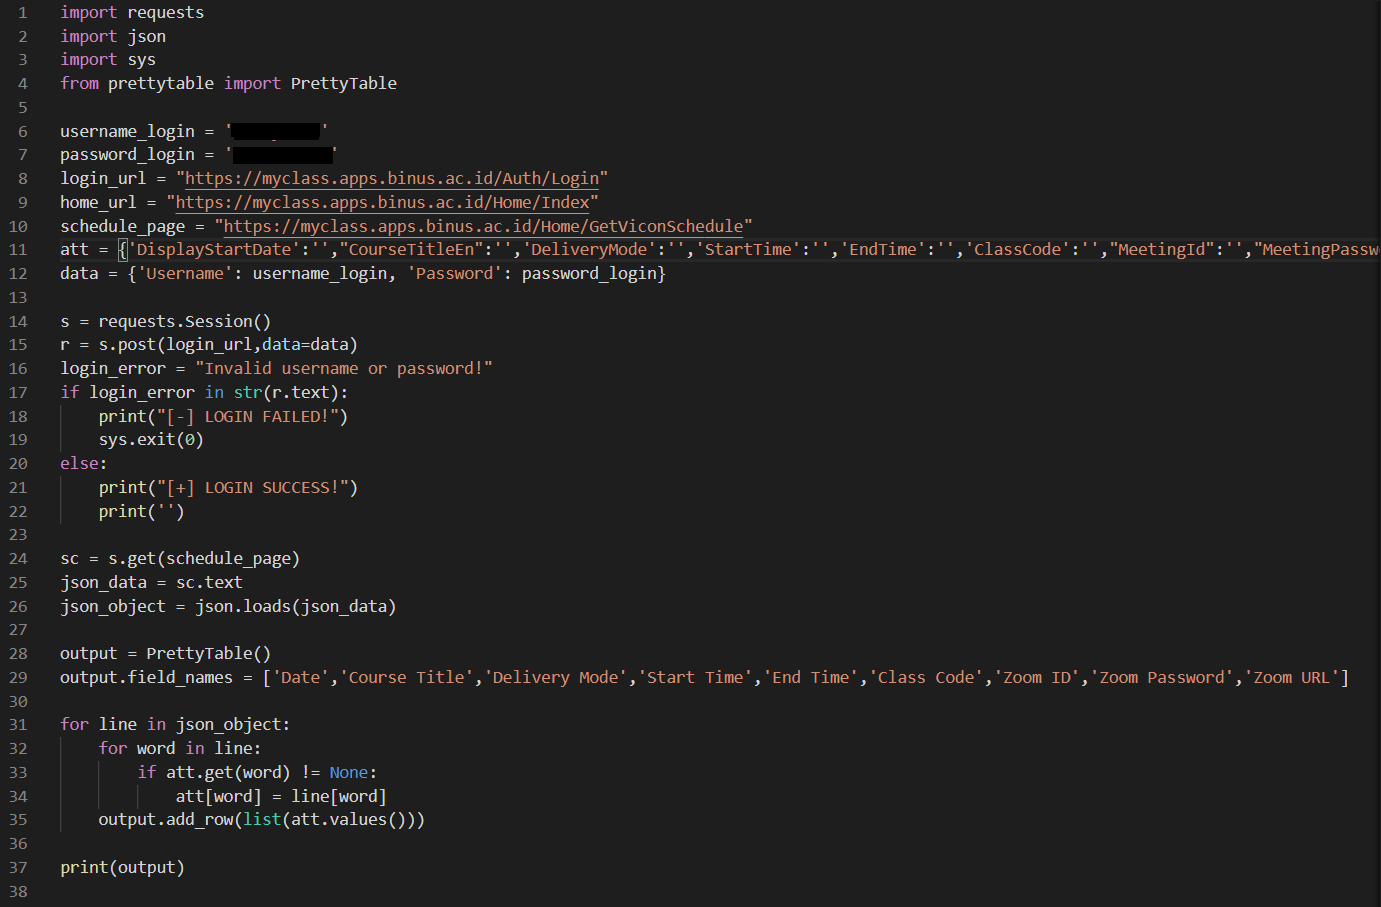 1 import requests
2 import json
3 import sys
4 from prettytable import PrettyTable
5
6 username_login = ' '
7 password_login = ' '
8 login_url = "https://myclass.apps.binus.ac.id/Auth/Login"
9 home_url = "https://myclass.apps.binus.ac.id/Home/Index"
10 schedule_page = "https://myclass.apps.binus.ac.id/Home/GetViconSchedule"
11 att = {'DisplayStartDate':'',"CourseTitleEn":'','DeliveryMode':'','StartTime':'','EndTime':'','ClassCode':'',"MeetingId":'',"MeetingPassw
12 data = {'Username': username_login, 'Password': password_login}
13
14 s = requests.Session()
15 r = s.post(login_url,data=data)
16 login_error = "Invalid username or password!"
17 if login_error in str(r.text):
18     print("[-] LOGIN FAILED!")
19     sys.exit(0)
20 else:
21     print("[+] LOGIN SUCCESS!")
22     print('')
23
24 sc = s.get(schedule_page)
25 json_data = sc.text
26 json_object = json.loads(json_data)
27
28 output = PrettyTable()
29 output.field_names = ['Date','Course Title','Delivery Mode','Start Time','End Time','Class Code','Zoom ID','Zoom Password','Zoom URL']
30
31 for line in json_object:
32     for word in line:
33         if att.get(word) != None:
34             att[word] = line[word]
35     output.add_row(list(att.values()))
36
37 print(output)
38